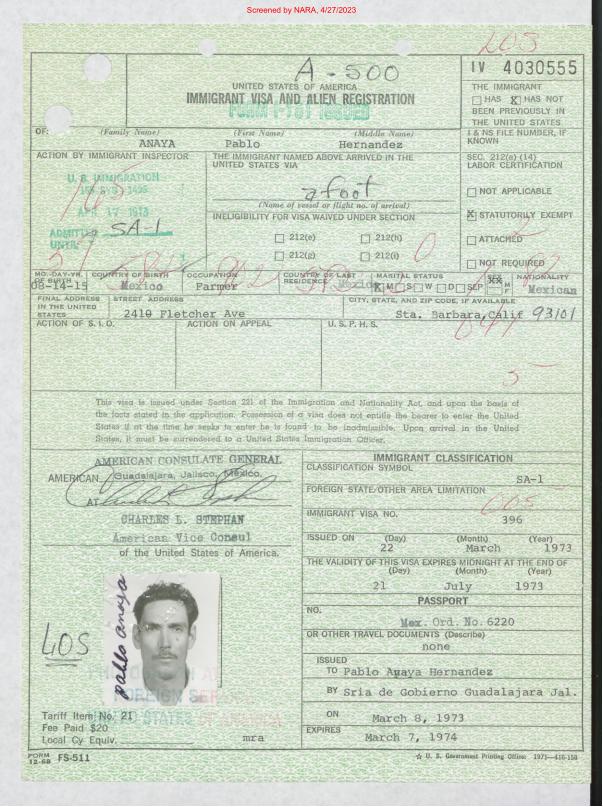 Screened by NARA, 4/27/2023
LOS
A-500
IV 4030555
UNITED STATES OF AMERICA
IMMIGRANT VISA AND ALIEN REGISTRATION
FORM I-151 ISSUED
THE IMMIGRANT
☐ HAS ☒ HAS NOT
BEEN PREVIOUSLY IN
THE UNITED STATES
I & NS FILE NUMBER, IF
KNOWN
OF: (Family Name) (First Name) (Middle Name)
ANAYA Pablo Hernandez
ACTION BY IMMIGRANT INSPECTOR
U. S. IMMIGRATION
APR 17 1973
ADMITTED SA-1
UNTIL
THE IMMIGRANT NAMED ABOVE ARRIVED IN THE
UNITED STATES VIA
afoot
(Name of vessel or flight no. of arrival)
INELIGIBILITY FOR VISA WAIVED UNDER SECTION
☐ 212(e) ☐ 212(h)
☐ 212(g) ☐ 212(i)
SEC. 212(a)(14)
LABOR CERTIFICATION
☐ NOT APPLICABLE
☒ STATUTORILY EXEMPT
☐ ATTACHED
☐ NOT REQUIRED
MO.-DAY-YR. OF BIRTH
08-14-15
COUNTRY OF BIRTH
Mexico
OCCUPATION
Farmer
COUNTRY OF LAST RESIDENCE
Mexico
MARITAL STATUS
M S W D SEP
SEX
XX M F
NATIONALITY
Mexican
FINAL ADDRESS IN THE UNITED STATES
STREET ADDRESS
2410 Fletcher Ave
CITY, STATE, AND ZIP CODE, IF AVAILABLE
Sta. Barbara,Calif 93101
ACTION OF S.I.O. ACTION ON APPEAL U.S.P.H.S.
This visa is issued under Section 221 of the Immigration and Nationality Act, and upon the basis of
the facts stated in the application. Possession of a visa does not entitle the bearer to enter the United
States if at the time he seeks to enter he is found to be inadmissible. Upon arrival in the United
States, it must be surrendered to a United States Immigration Officer.
AMERICAN CONSULATE GENERAL
AMERICAN Guadalajara, Jalisco, Mexico.
AT
CHARLES L. STEPHAN
American Vice Consul
of the United States of America.
Pablo Anaya
LOS
FOREIGN SERVICE
UNITED STATES OF AMERICA
Tariff Item No. 21
Fee Paid $20
Local Cy Equiv. mra
IMMIGRANT CLASSIFICATION
CLASSIFICATION SYMBOL
SA-1
FOREIGN STATE/OTHER AREA LIMITATION
IMMIGRANT VISA NO.
396
ISSUED ON (Day) (Month) (Year)
22 March 1973
THE VALIDITY OF THIS VISA EXPIRES MIDNIGHT AT THE END OF
(Day) (Month) (Year)
21 July 1973
PASSPORT
NO.
Mex. Ord. No. 6220
OR OTHER TRAVEL DOCUMENTS (Describe)
none
ISSUED
TO Pablo Anaya Hernandez
BY Sria de Gobierno Guadalajara Jal.
ON March 8, 1973
EXPIRES March 7, 1974
FORM 12-68 FS-511
☆ U. S. Government Printing Office: 1971—416-158